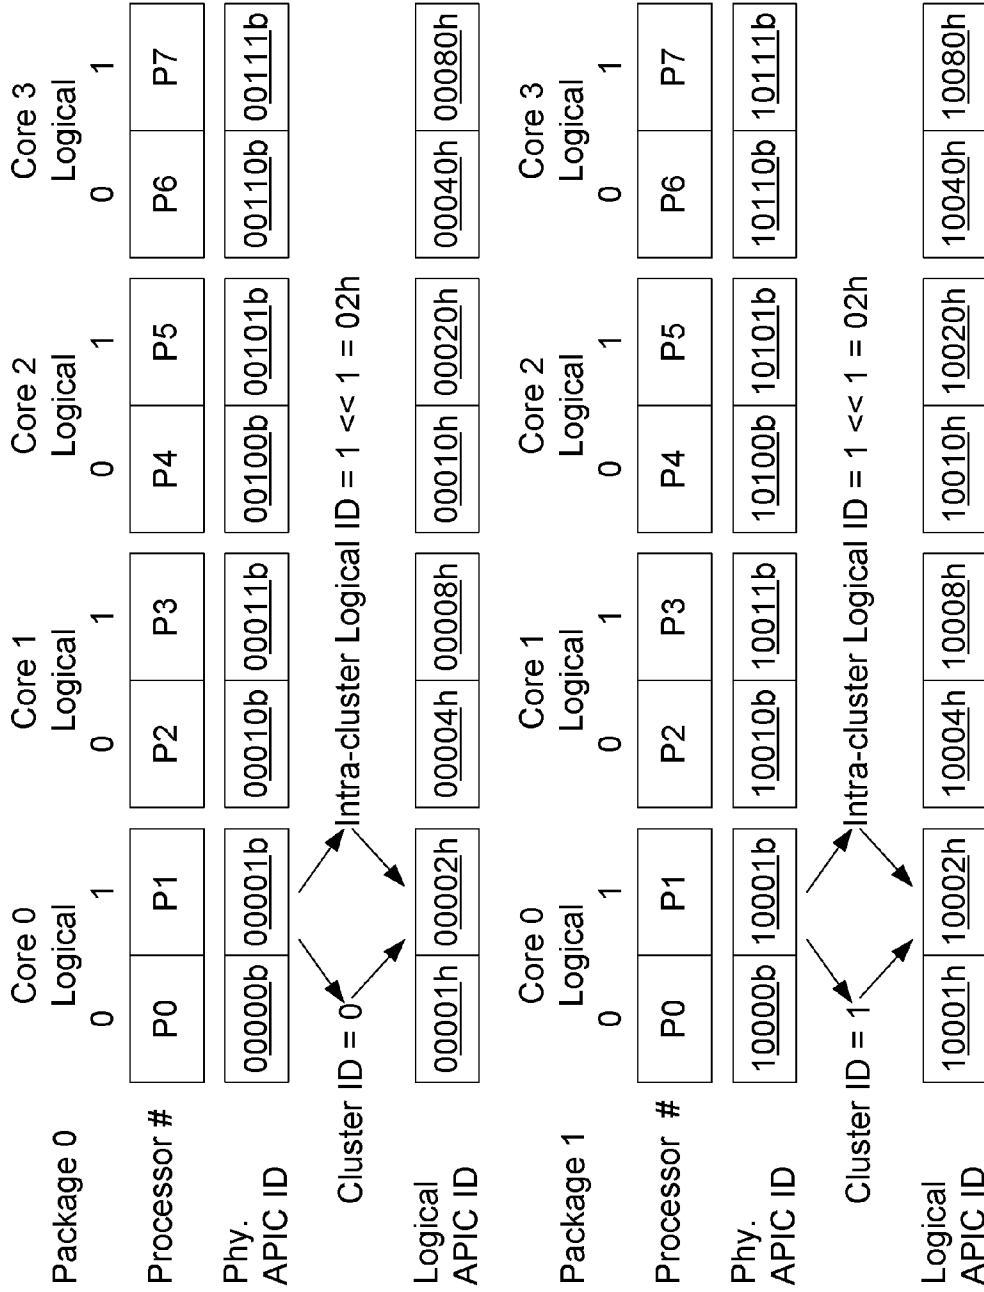 Core 0 Core 1 Core 2 Core 3
Package 0 Logical Logical Logical Logical
0 1 0 1 0 1 0 1
Processor # P0 P1 P2 P3 P4 P5 P6 P7
Phy.
APIC ID 00000b 00001b 00010b 00011b 00100b 00101b 00110b 00111b
Cluster ID = 0 Intra-cluster Logical ID = 1 << 1 = 02h
Logical
APIC ID 00001h 00002h 00004h 00008h 00010h 00020h 00040h 00080h
Core 0 Core 1 Core 2 Core 3
Package 1 Logical Logical Logical Logical
0 1 0 1 0 1 0 1
Processor # P0 P1 P2 P3 P4 P5 P6 P7
Phy.
APIC ID 10000b 10001b 10010b 10011b 10100b 10101b 10110b 10111b
Cluster ID = 1 Intra-cluster Logical ID = 1 << 1 = 02h
Logical
APIC ID 10001h 10002h 10004h 10008h 10010h 10020h 10040h 10080h